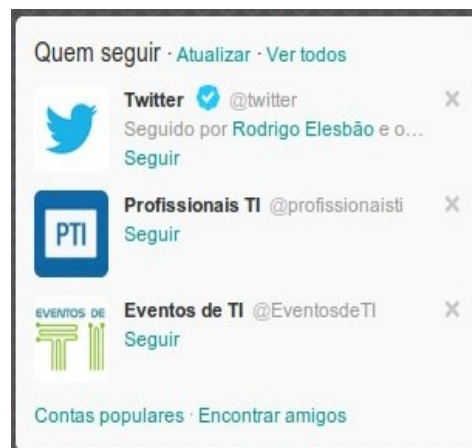 Quem seguir · Atualizar · Ver todos
Twitter @twitter
Seguido por Rodrigo Elesbão e o...
Seguir
PTI
Profissionais TI @profissionaisti
Seguir
EVENTOS DE
TI
Eventos de TI @EventosdeTI
Seguir
Contas populares · Encontrar amigos